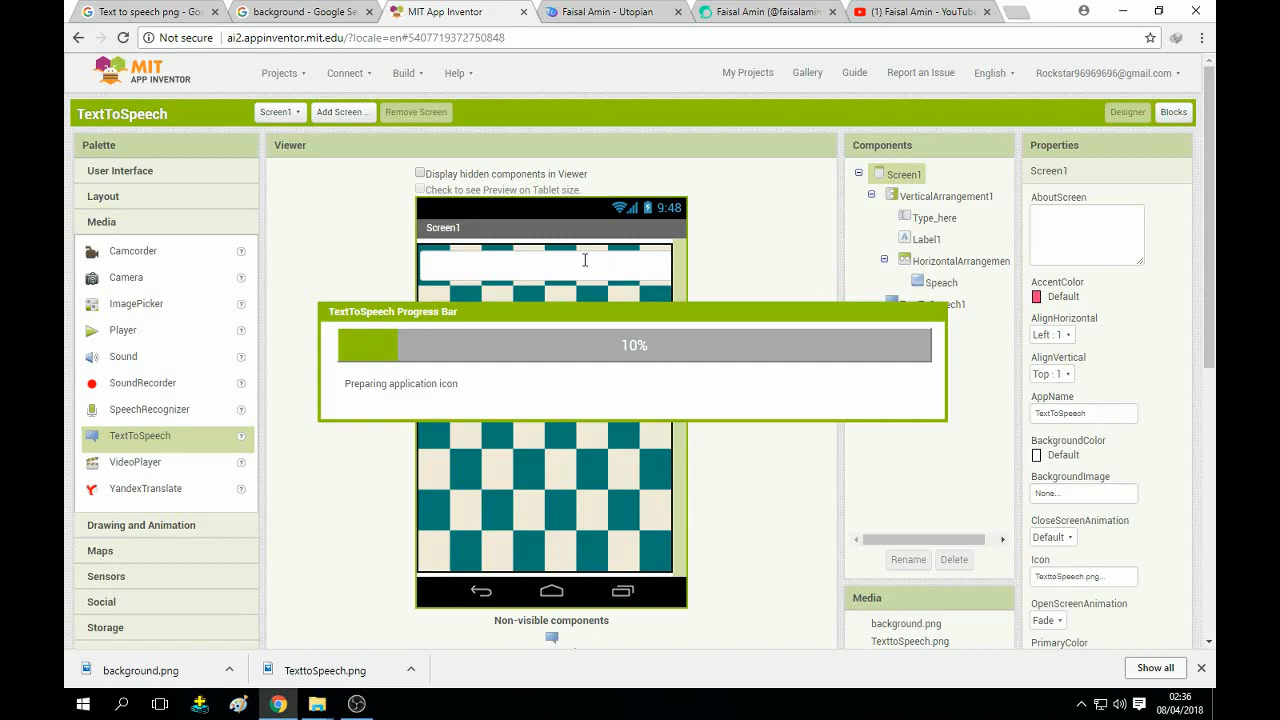 Text to speech png - Go
background - Google Se
MIT App Inventor
Faisal Amin - Utopian
Faisal Amin (@faisalamin
(1) Faisal Amin - YouTub
Not secure
ai2.appinventor.mit.edu/?locale=en#5407719372750848
MIT
APP INVENTOR
Projects
Connect
Build
Help
My Projects
Gallery
Guide
Report an Issue
English
Rockstar96969696@gmail.com
TextToSpeech
Screen1
Add Screen ...
Remove Screen
Designer
Blocks
Palette
Viewer
Components
Properties
User Interface
Layout
Media
Camcorder
Camera
ImagePicker
Player
Sound
SoundRecorder
SpeechRecognizer
TextToSpeech
VideoPlayer
YandexTranslate
Drawing and Animation
Maps
Sensors
Social
Storage
Display hidden components in Viewer
Check to see Preview on Tablet size.
9:48
Screen1
TextToSpeech Progress Bar
10%
Preparing application icon
Non-visible components
Screen1
VerticalArrangement1
Type_here
Label1
HorizontalArrangemen
Speach
Rename
Delete
Media
background.png
TexttoSpeech.png
Screen1
AboutScreen
AccentColor
Default
AlignHorizontal
Left : 1
AlignVertical
Top : 1
AppName
TextToSpeech
BackgroundColor
Default
BackgroundImage
None...
CloseScreenAnimation
Default
Icon
TexttoSpeech.png...
OpenScreenAnimation
Fade
PrimaryColor
background.png
TexttoSpeech.png
Show all
02:36
08/04/2018